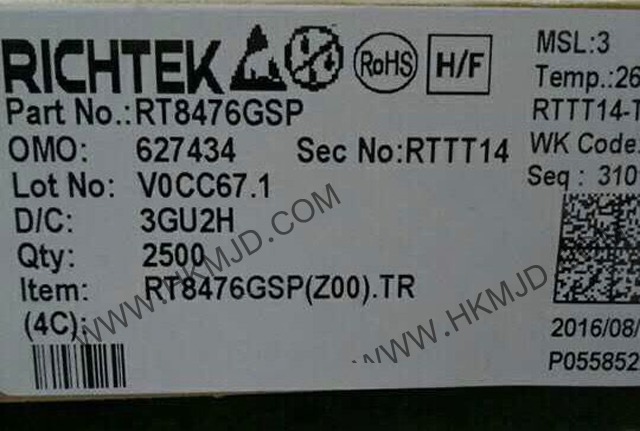 RICHTEK RoHS H/F
MSL:3
Temp.:26
Part No.:RT8476GSP
RTTT14-T
OMO: 627434 Sec No:RTTT14
WK Code:
Lot No: V0CC67.1
Seq: 310
D/C: 3GU2H
Qty: 2500
Item: RT8476GSP(Z00).TR
(4C):
2016/08/
P055852
WWW.HKMJD.COM
WWW.HKMJD